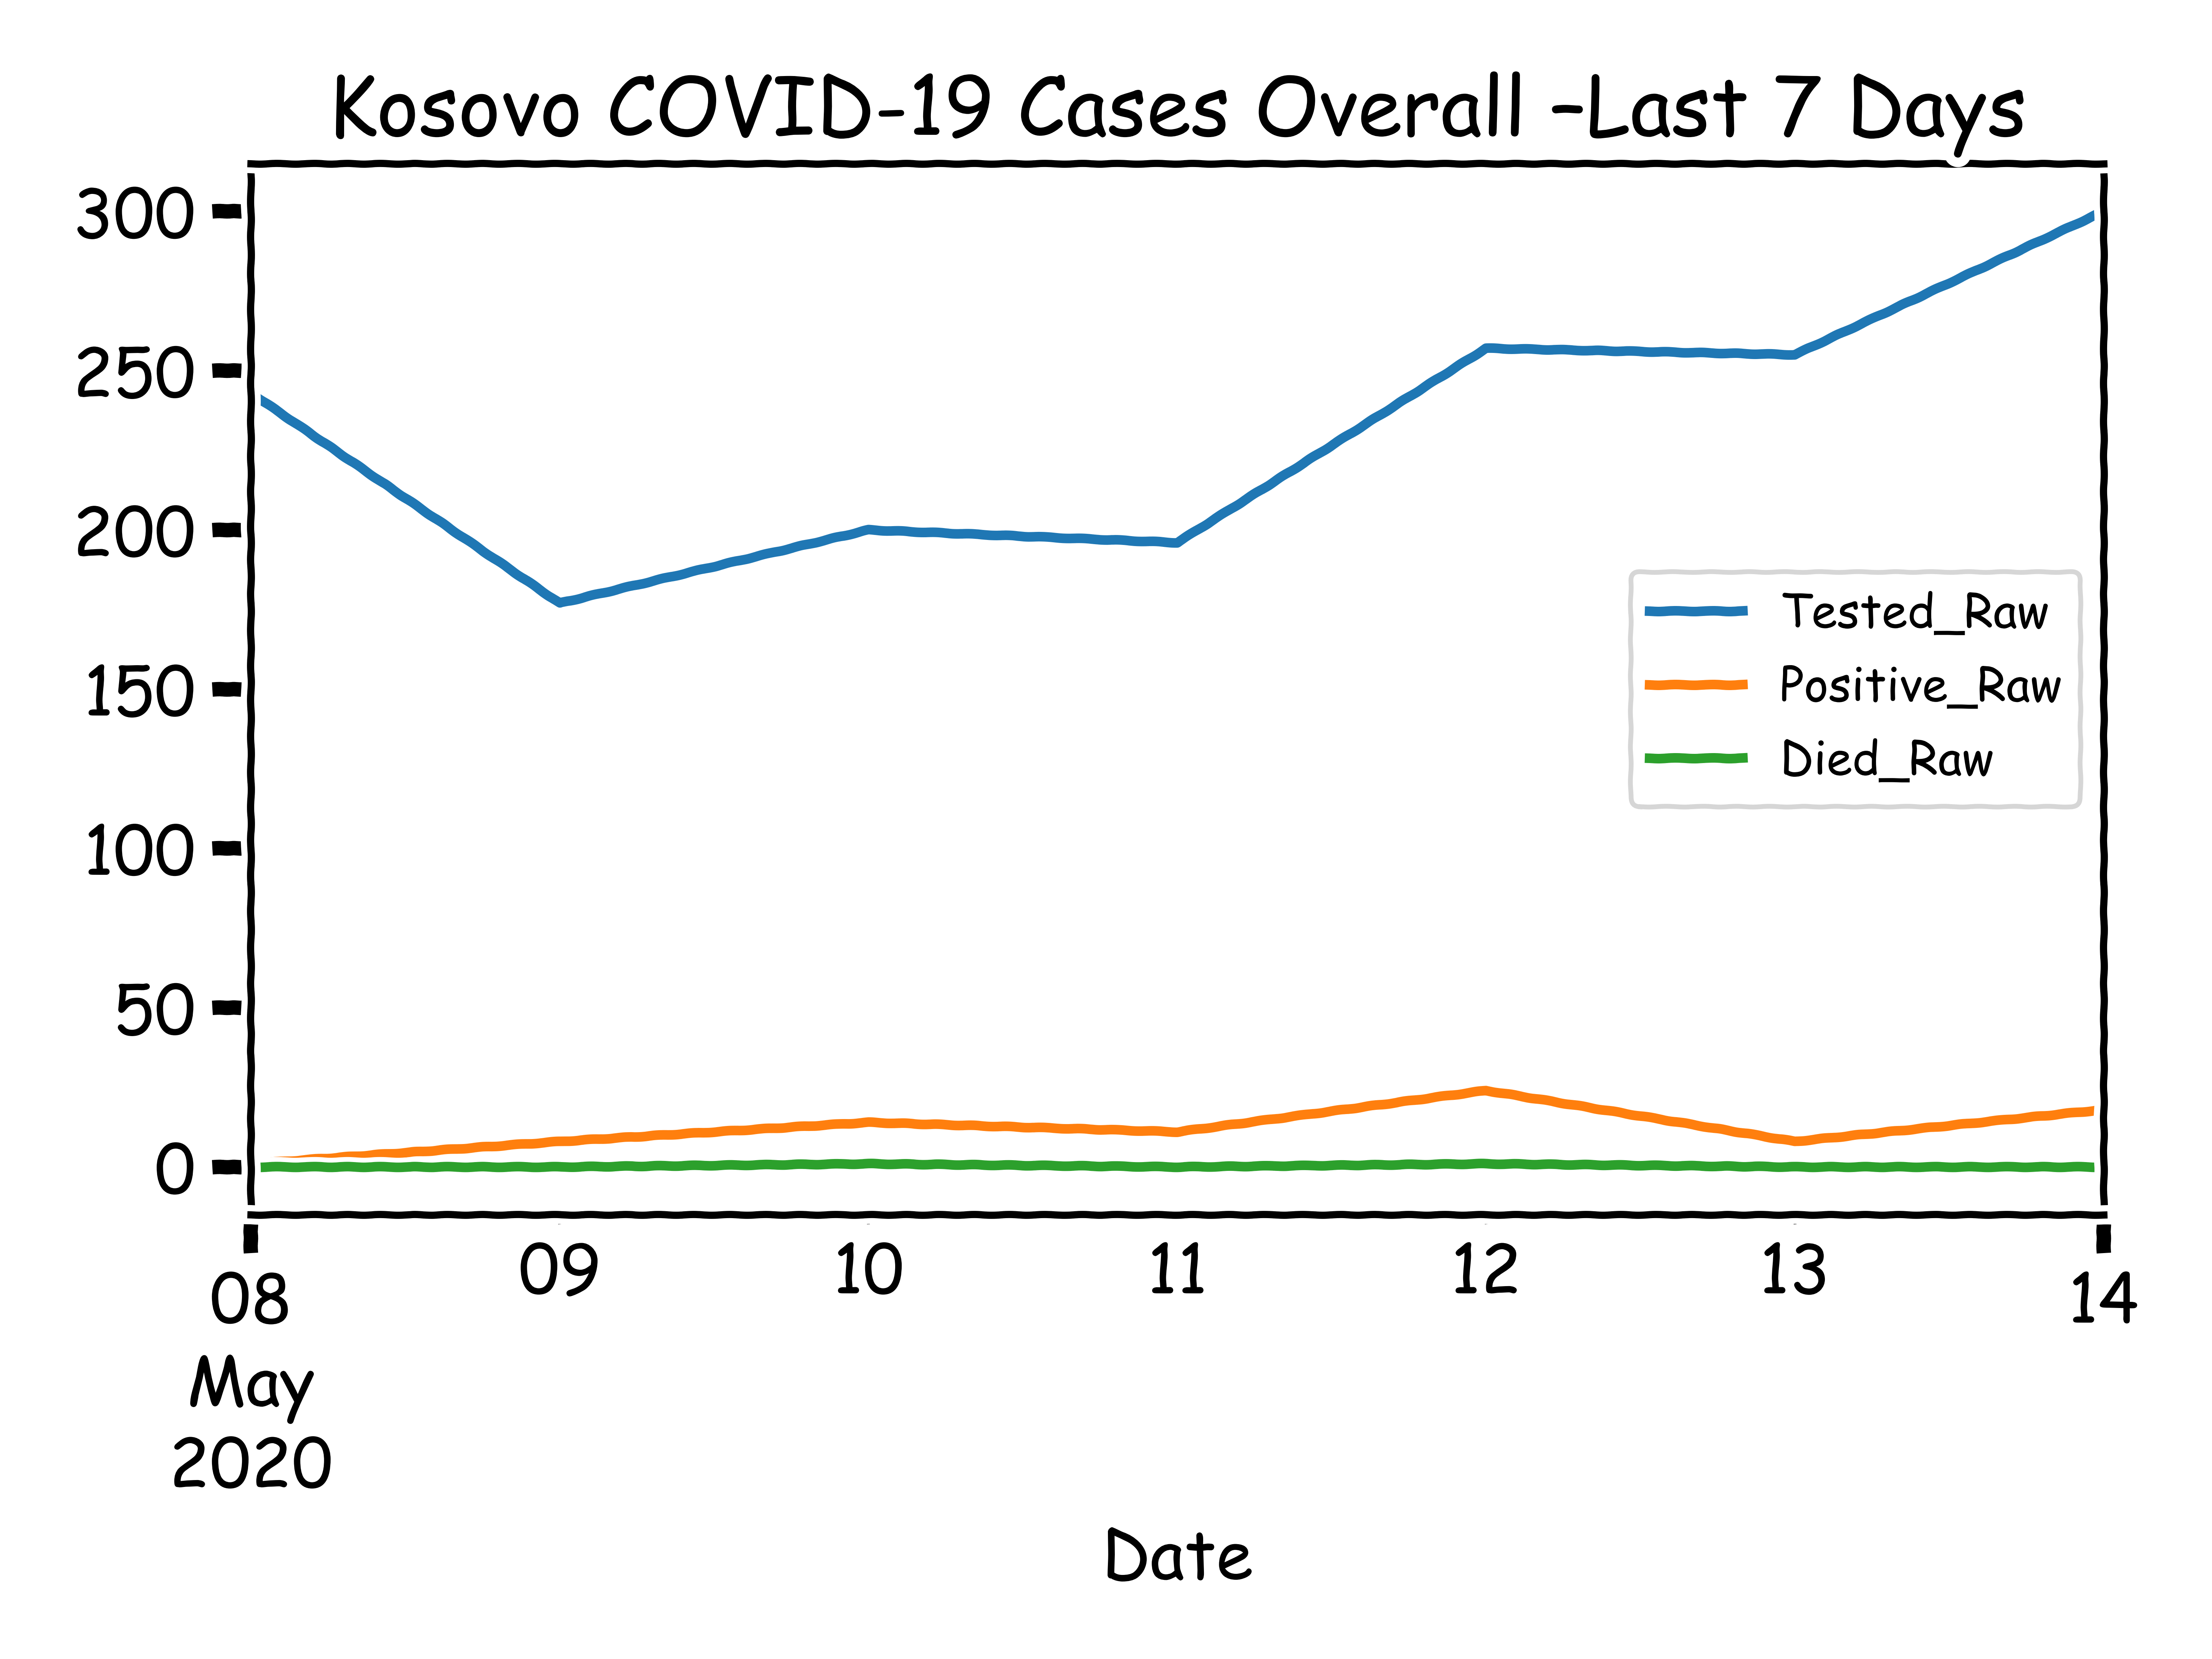 Kosovo COVID-19 Cases Overall -Last 7 Days
300
250
200
150
100
50
0
Tested_Raw
Positive_Raw
Died_Raw
08 09 10 11 12 13 14
May
2020
Date